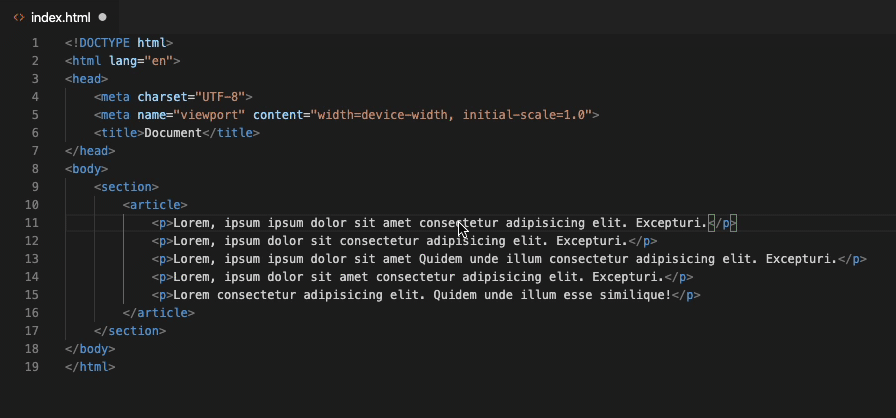 index.html
1 <!DOCTYPE html>
2 <html lang="en">
3 <head>
4     <meta charset="UTF-8">
5     <meta name="viewport" content="width=device-width, initial-scale=1.0">
6     <title>Document</title>
7 </head>
8 <body>
9     <section>
10         <article>
11             <p>Lorem, ipsum ipsum dolor sit amet consectetur adipisicing elit. Excepturi.</p>
12             <p>Lorem, ipsum dolor sit consectetur adipisicing elit. Excepturi.</p>
13             <p>Lorem, ipsum ipsum dolor sit amet Quidem unde illum consectetur adipisicing elit. Excepturi.</p>
14             <p>Lorem, ipsum dolor sit amet consectetur adipisicing elit. Excepturi.</p>
15             <p>Lorem consectetur adipisicing elit. Quidem unde illum esse similique!</p>
16         </article>
17     </section>
18 </body>
19 </html>